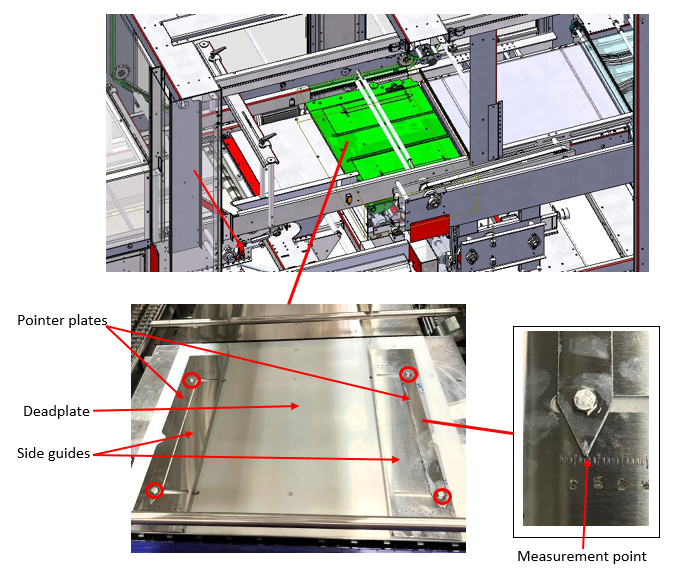 Pointer plates
Deadplate
Side guides
Measurement point